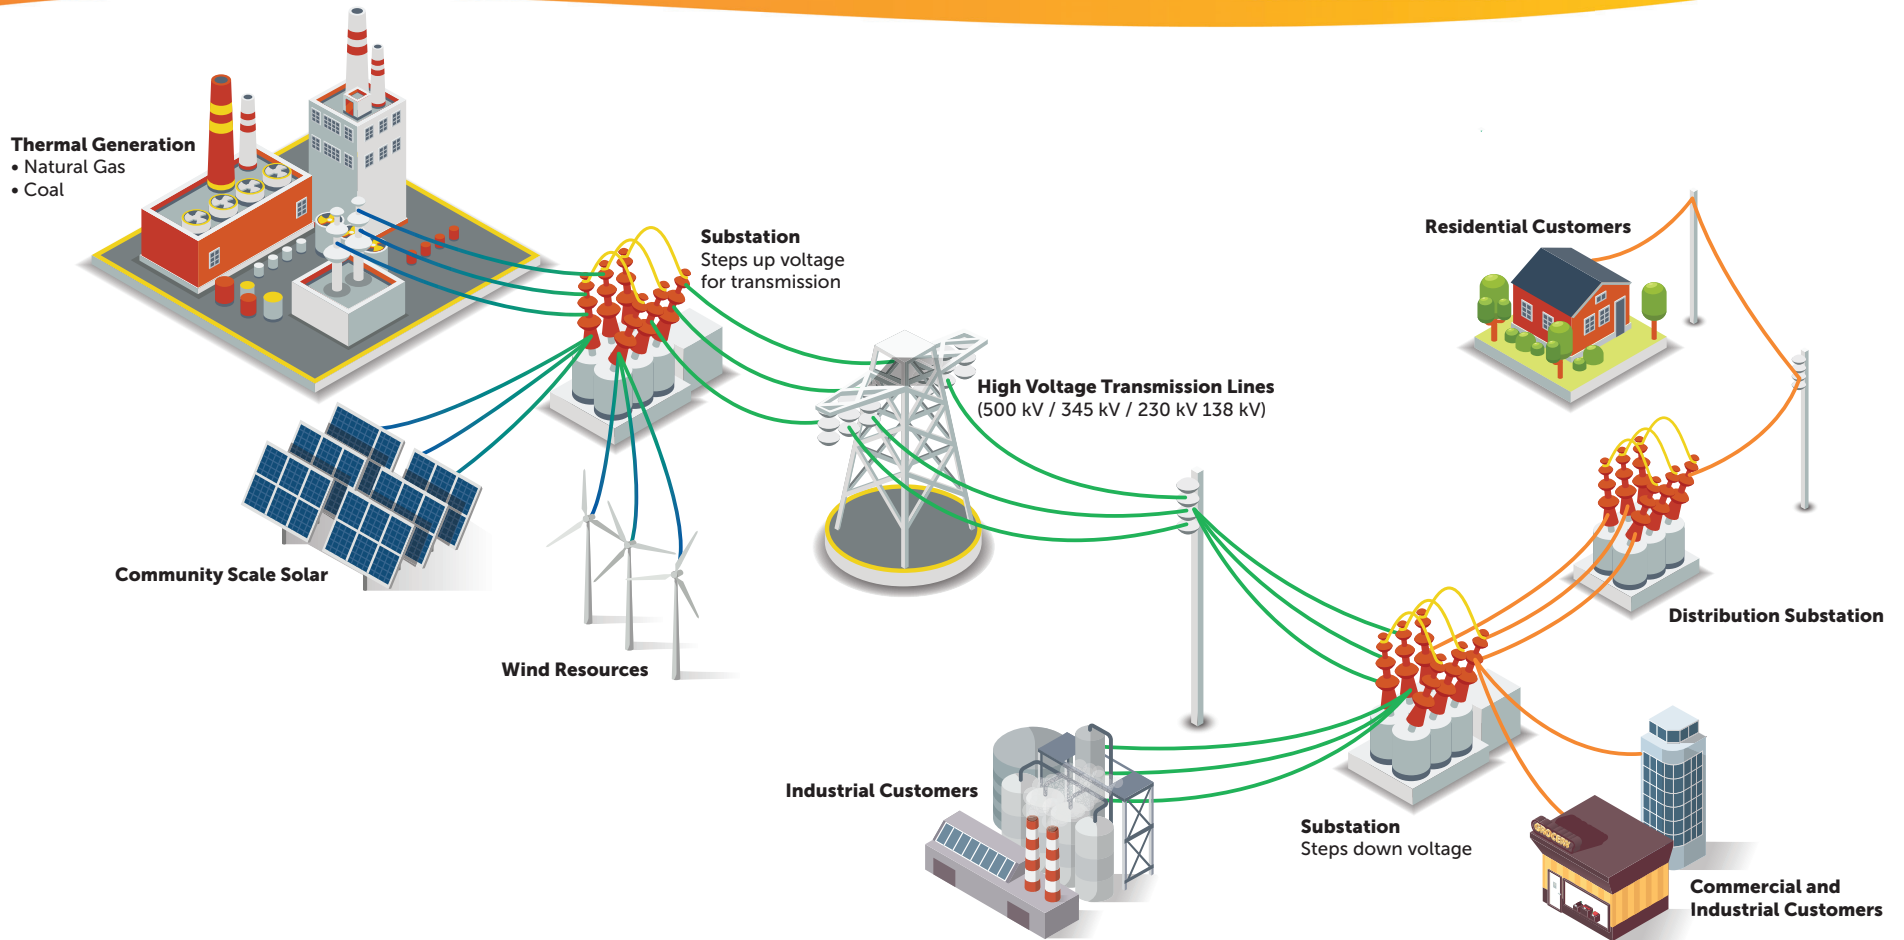 Thermal Generation
• Natural Gas
• Coal
Substation
Steps up voltage
for transmission
Residential Customers
High Voltage Transmission Lines
(500 kV / 345 kV / 230 kV 138 kV)
Community Scale Solar
Wind Resources
Distribution Substation
Industrial Customers
Substation
Steps down voltage
GROCERY
Commercial and
Industrial Customers